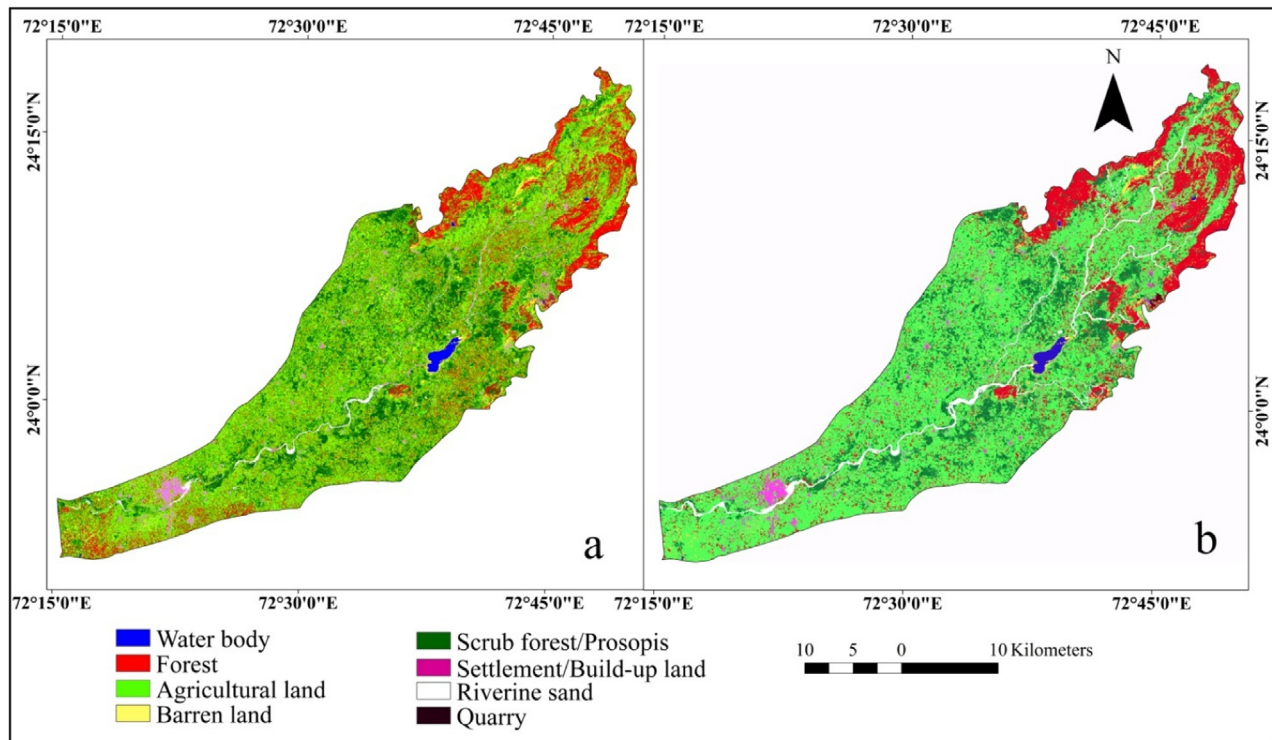 72°15'0"E 72°30'0"E 72°45'0"E 72°15'0"E 72°30'0"E 72°45'0"E
N
24°15'0"N
24°15'0"N
24°0'0"N
24°0'0"N
a
b
72°15'0"E 72°30'0"E 72°45'0"E 72°15'0"E 72°30'0"E 72°45'0"E
Water body
Forest
Agricultural land
Barren land
Scrub forest/Prosopis
Settlement/Build-up land
Riverine sand
Quarry
10 5 0 10 Kilometers